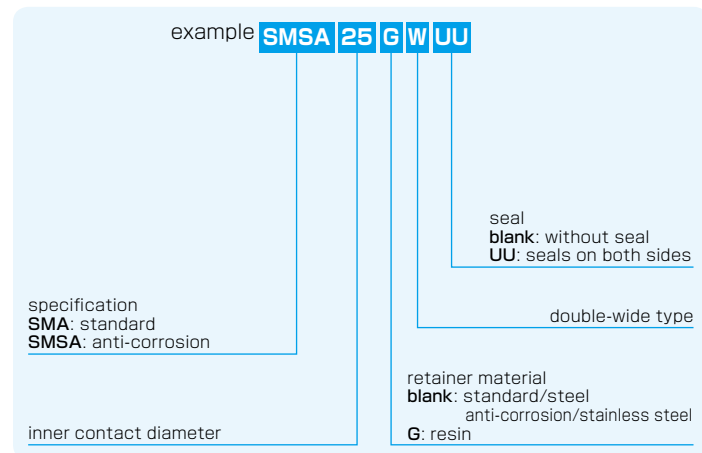 example SMSA 25 G W UU
seal
blank: without seal
UU: seals on both sides
specification
SMA: standard
SMSA: anti-corrosion
double-wide type
retainer material
blank: standard/steel
anti-corrosion/stainless steel
G: resin
inner contact diameter